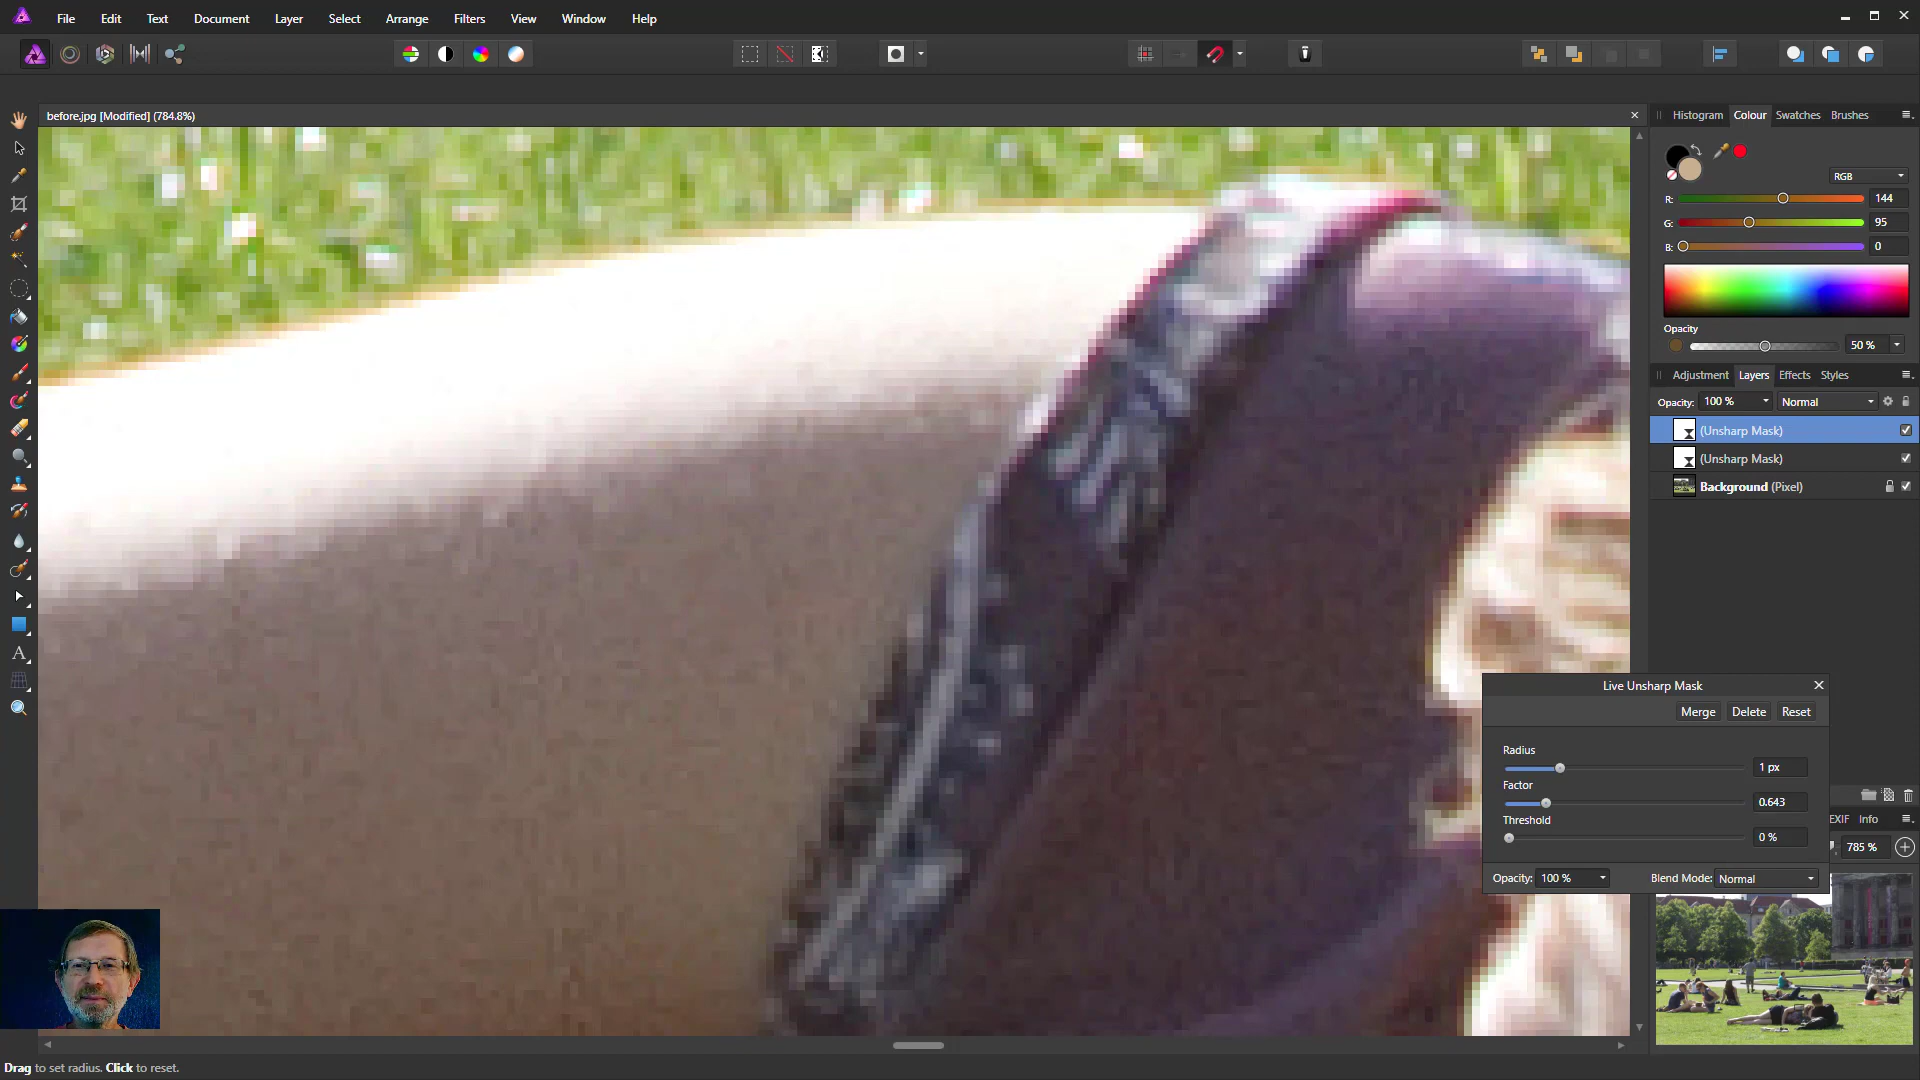 File Edit Text Document Layer Select Arrange Filters View Window Help
before.jpg [Modified] (784.8%)
Histogram Colour Swatches Brushes
RGB
R: 144
G: 95
B: 0
Opacity
50 %
Adjustment Layers Effects Styles
Opacity: 100 % Normal
(Unsharp Mask)
(Unsharp Mask)
Background (Pixel)
Live Unsharp Mask
Merge Delete Reset
Radius
1 px
Factor
0.643
Threshold
0 %
Opacity: 100 % Blend Mode: Normal
EXIF Info
785 %
Drag to set radius. Click to reset.